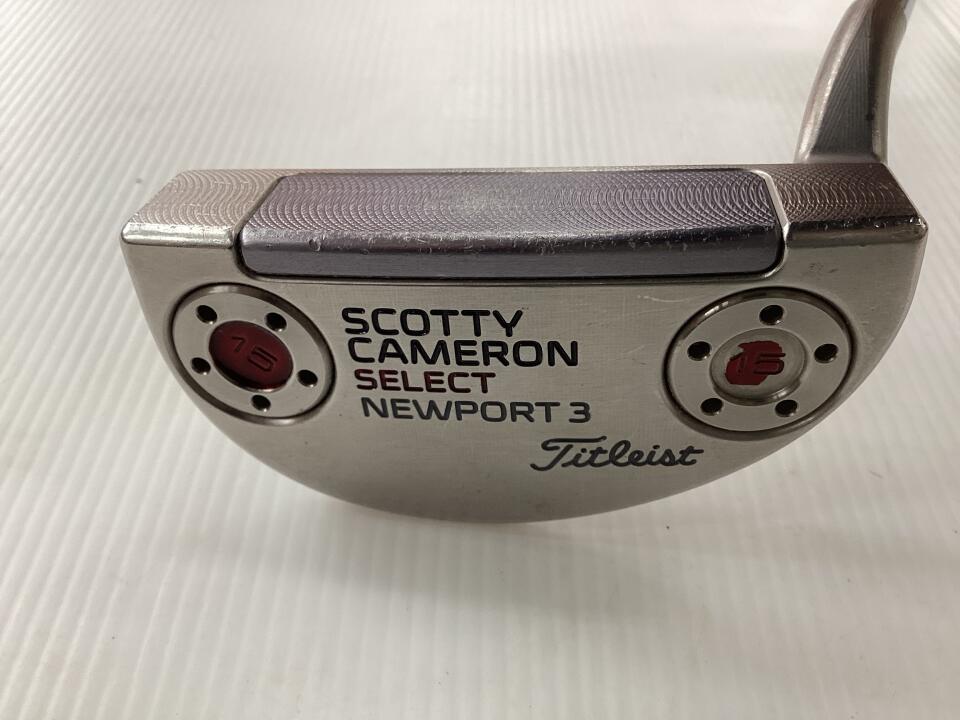 SCOTTY
CAMERON
SELECT
NEWPORT 3
Titleist
15
15